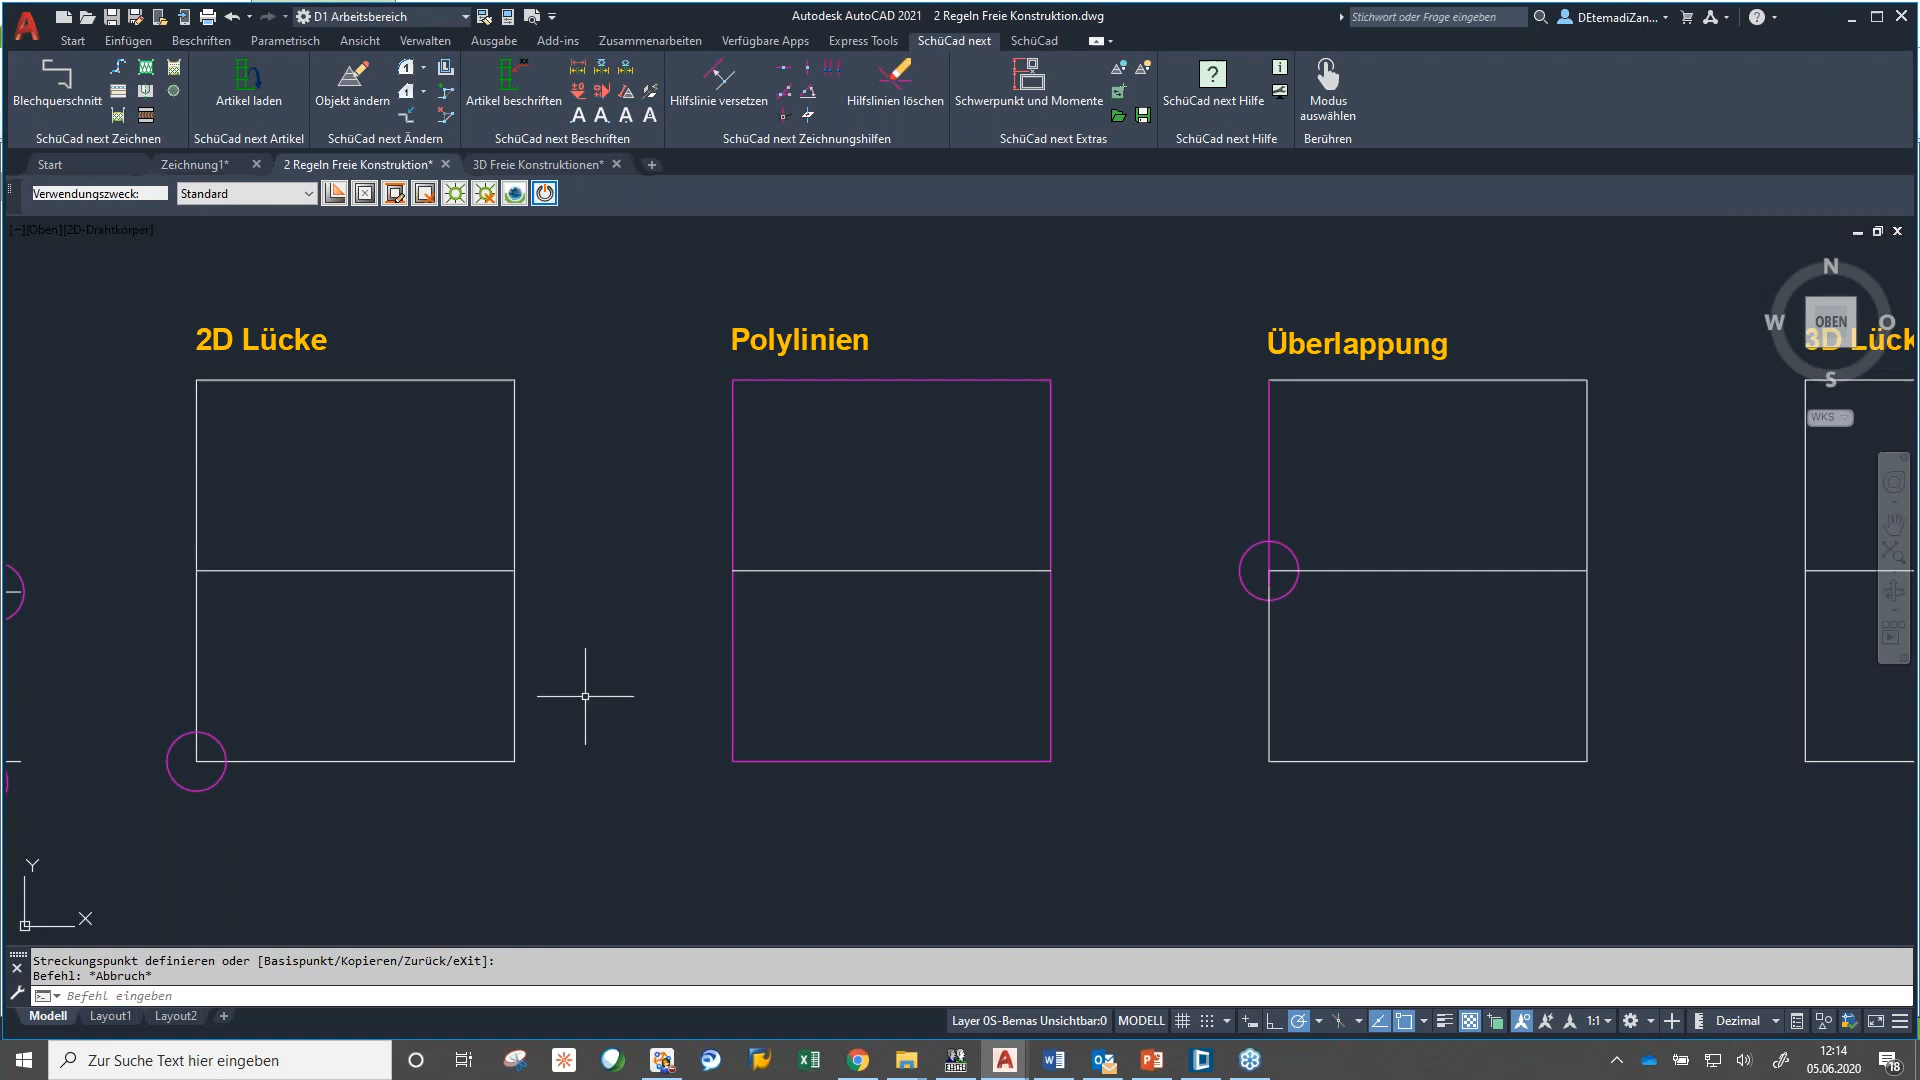 D1 Arbeitsbereich
Autodesk AutoCAD 2021 2 Regeln Freie Konstruktion.dwg
Stichwort oder Frage eingeben
DEtemadiZan...
Start Einfügen Beschriften Parametrisch Ansicht Verwalten Ausgabe Add-ins Zusammenarbeiten Verfügbare Apps Express Tools SchüCad next SchüCad
Blechquerschnitt
Artikel laden
Objekt ändern
Artikel beschriften
Hilfslinie versetzen
Hilfslinien löschen
Schwerpunkt und Momente
SchüCad next Hilfe
Modus
auswählen
SchüCad next Zeichnen
SchüCad next Artikel
SchüCad next Ändern
SchüCad next Beschriften
SchüCad next Zeichnungshilfen
SchüCad next Extras
SchüCad next Hilfe
Berühren
Start Zeichnung1* 2 Regeln Freie Konstruktion* 3D Freie Konstruktionen*
Verwendungszweck: Standard
[−][Oben][2D-Drahtkörper]
2D Lücke
Polylinien
Überlappung
3D Lück
N
W OBEN O
S
WKS
Y
X
Streckungspunkt definieren oder [Basispunkt/Kopieren/Zurück/eXit]:
Befehl: *Abbruch*
Befehl eingeben
Modell Layout1 Layout2
Layer 0S-Bemas Unsichtbar:0 MODELL 1:1 Dezimal
Zur Suche Text hier eingeben
12:14
05.06.2020
18